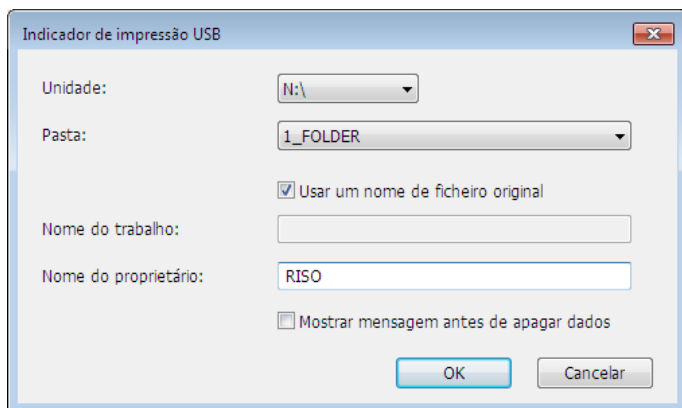 Indicador de impressão USB
Unidade: N:\
Pasta: 1_FOLDER
Usar um nome de ficheiro original
Nome do trabalho:
Nome do proprietário: RISO
Mostrar mensagem antes de apagar dados
OK Cancelar